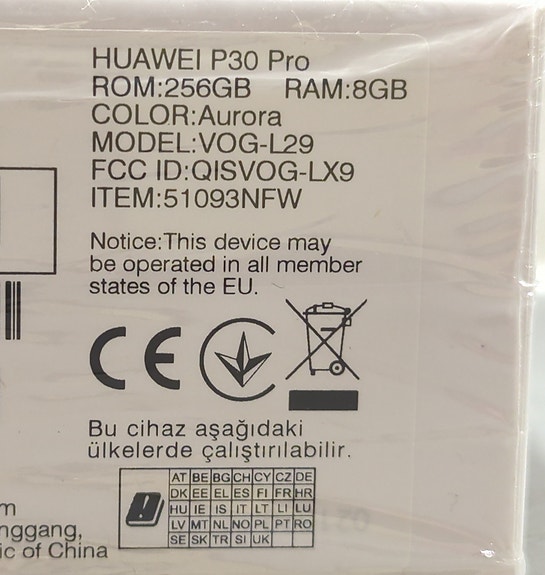 HUAWEI P30 Pro
ROM:256GB RAM:8GB
COLOR:Aurora
MODEL:VOG-L29
FCC ID:QISVOG-LX9
ITEM:51093NFW
Notice:This device may
be operated in all member
states of the EU.
CE
Bu cihaz aşağıdaki
ülkelerde çalıştırılabilir.
AT BE BG CH CY CZ DE
DK EE EL ES FI FR HR
HU IE IS IT LT LI LU
LV MT NL NO PL PT RO
SE SK TR SI UK
m
nggang,
ic of China